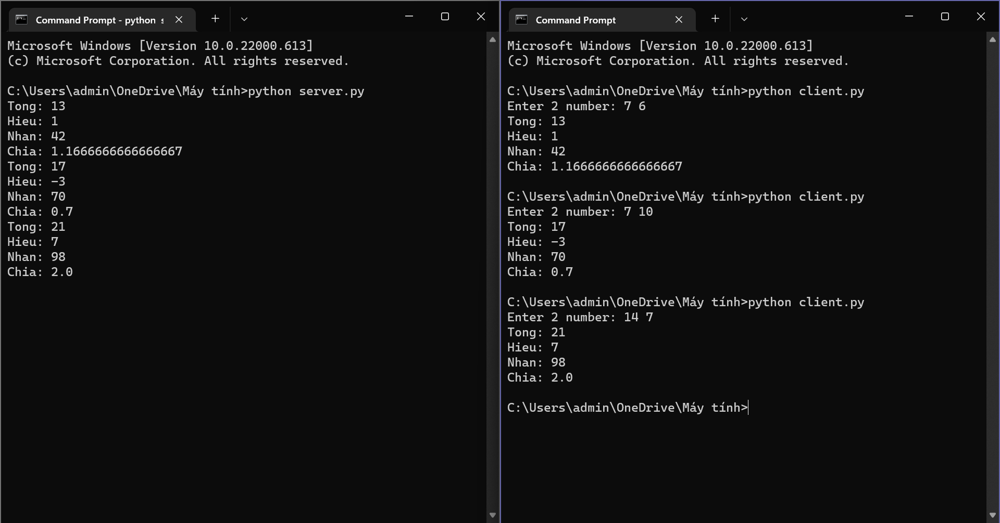 Command Prompt - python s
Microsoft Windows [Version 10.0.22000.613]
(c) Microsoft Corporation. All rights reserved.
C:\Users\admin\OneDrive\Máy tính>python server.py
Tong: 13
Hieu: 1
Nhan: 42
Chia: 1.1666666666666667
Tong: 17
Hieu: -3
Nhan: 70
Chia: 0.7
Tong: 21
Hieu: 7
Nhan: 98
Chia: 2.0
Command Prompt
Microsoft Windows [Version 10.0.22000.613]
(c) Microsoft Corporation. All rights reserved.
C:\Users\admin\OneDrive\Máy tính>python client.py
Enter 2 number: 7 6
Tong: 13
Hieu: 1
Nhan: 42
Chia: 1.1666666666666667
C:\Users\admin\OneDrive\Máy tính>python client.py
Enter 2 number: 7 10
Tong: 17
Hieu: -3
Nhan: 70
Chia: 0.7
C:\Users\admin\OneDrive\Máy tính>python client.py
Enter 2 number: 14 7
Tong: 21
Hieu: 7
Nhan: 98
Chia: 2.0
C:\Users\admin\OneDrive\Máy tính>